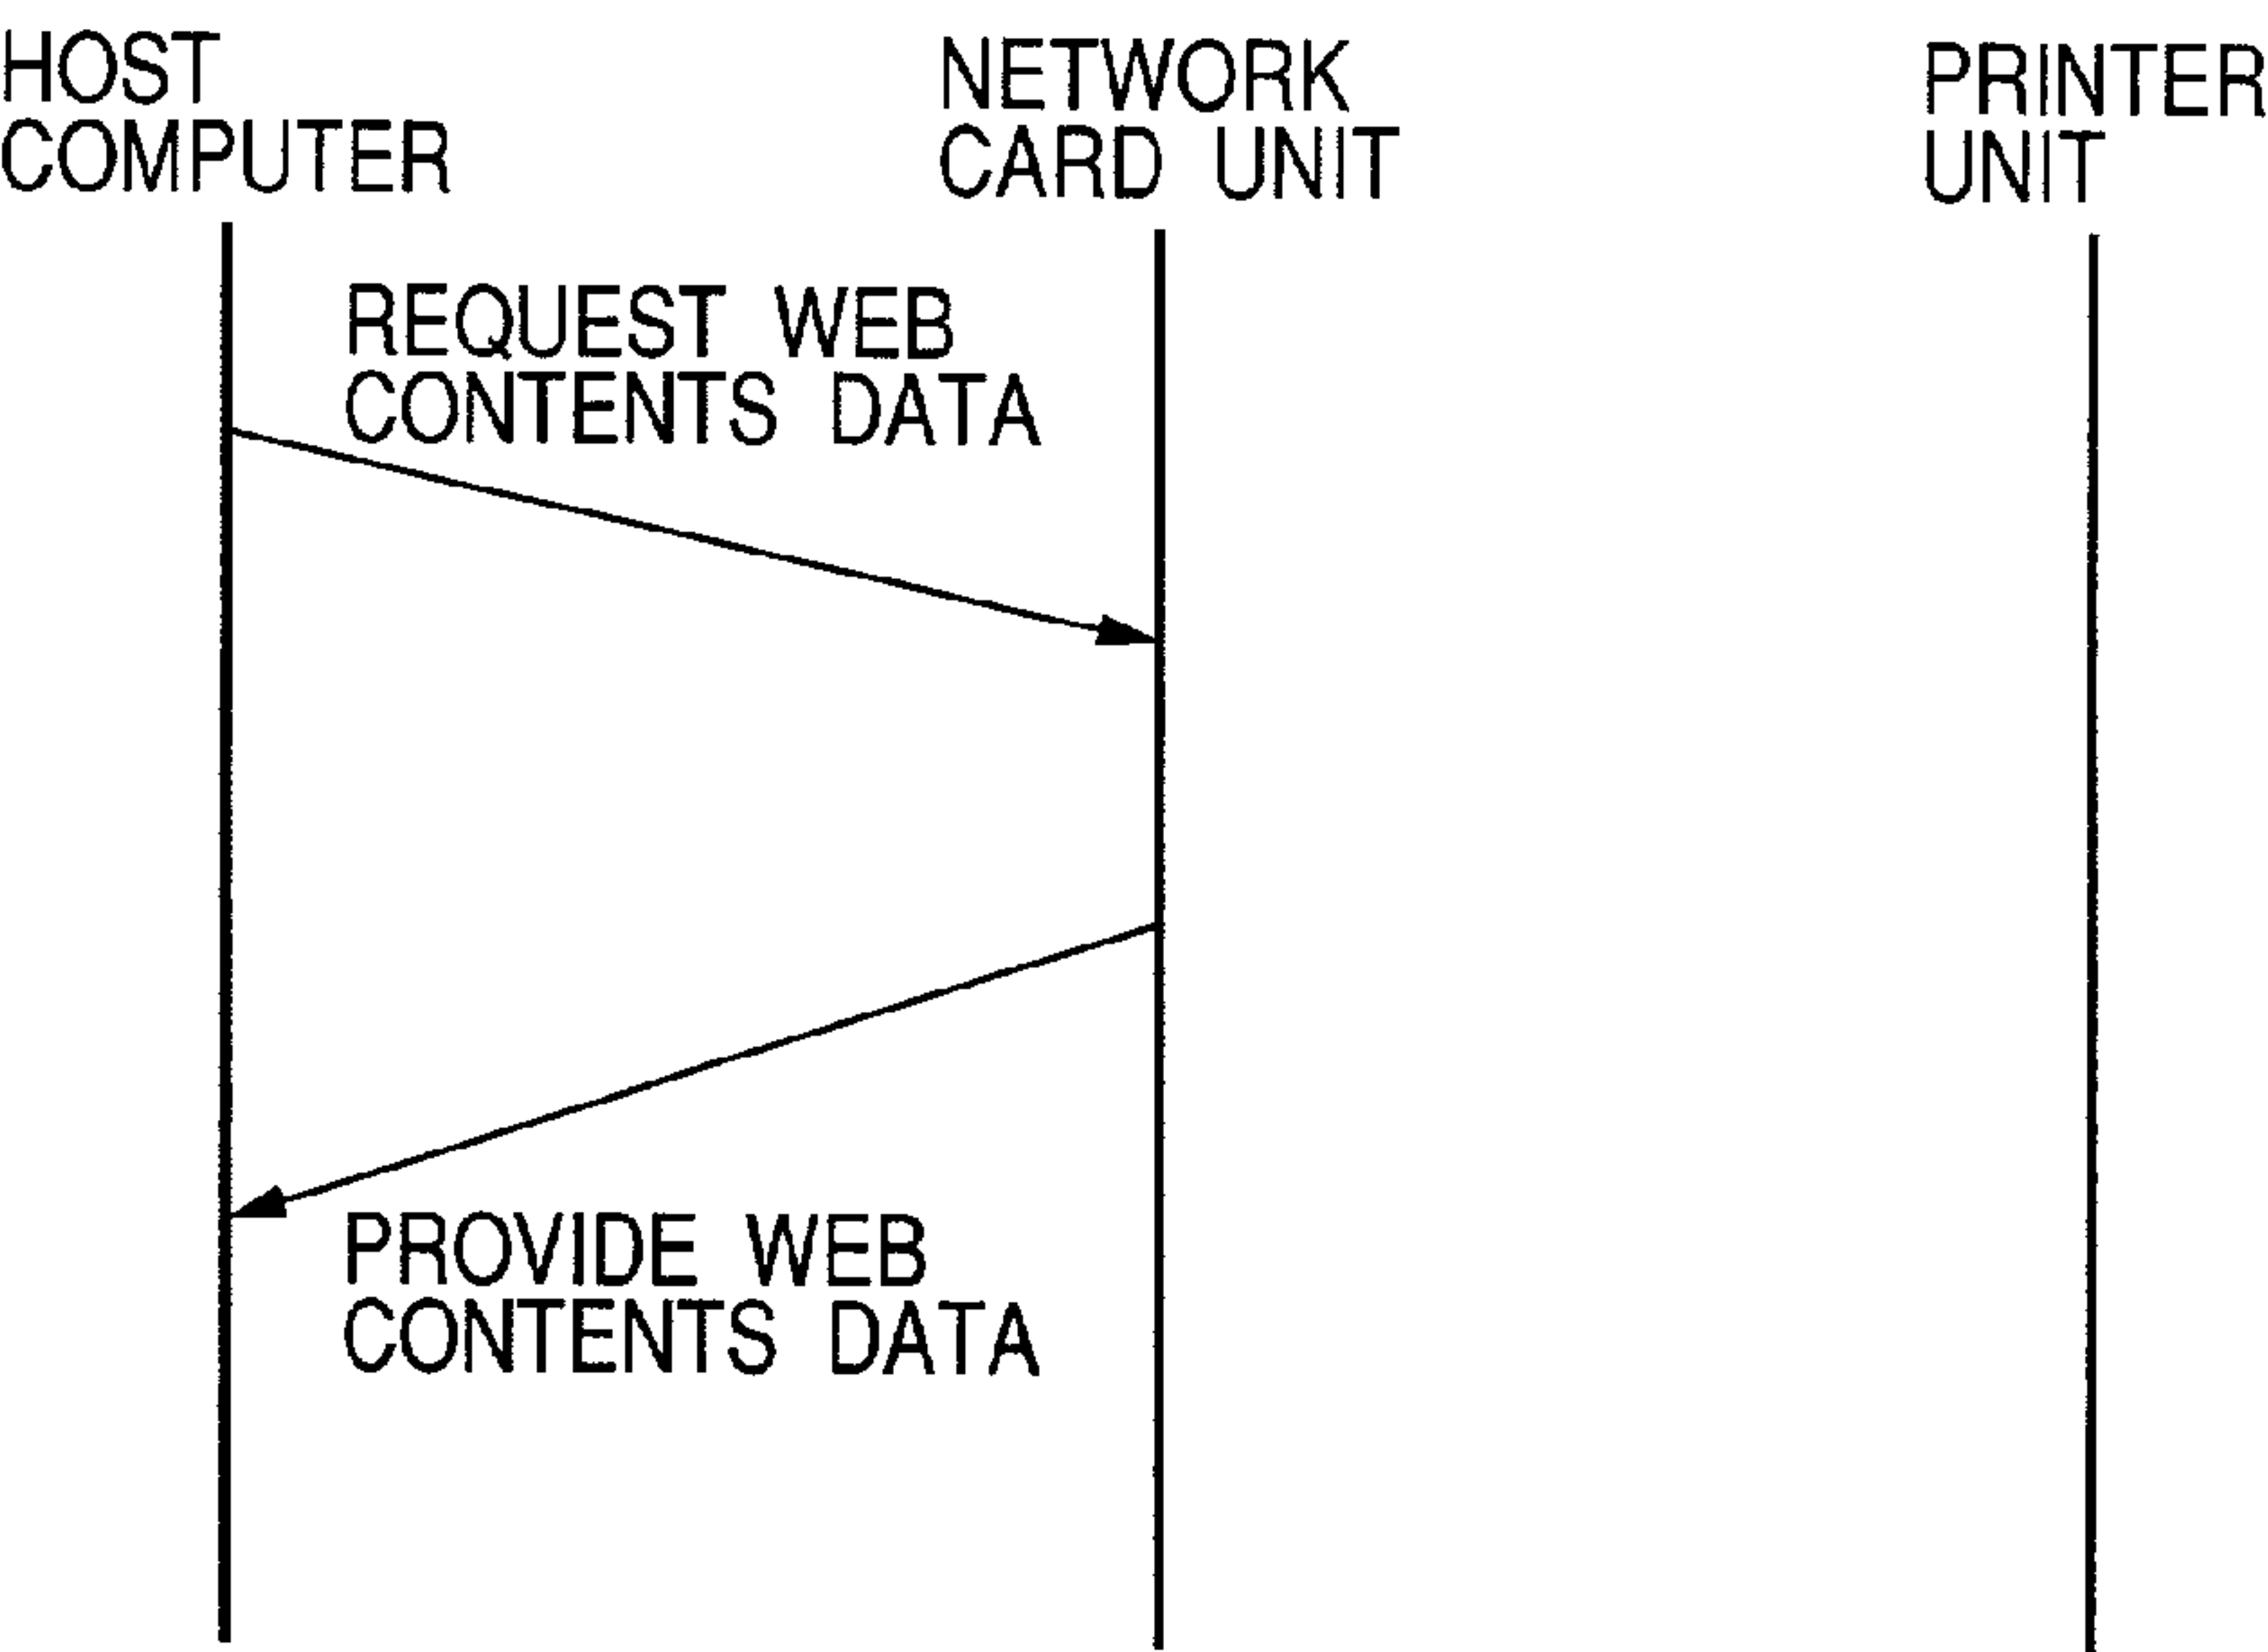 HOST
COMPUTER
NETWORK
CARD UNIT
PRINTER
UNIT
REQUEST WEB
CONTENTS DATA
PROVIDE WEB
CONTENTS DATA